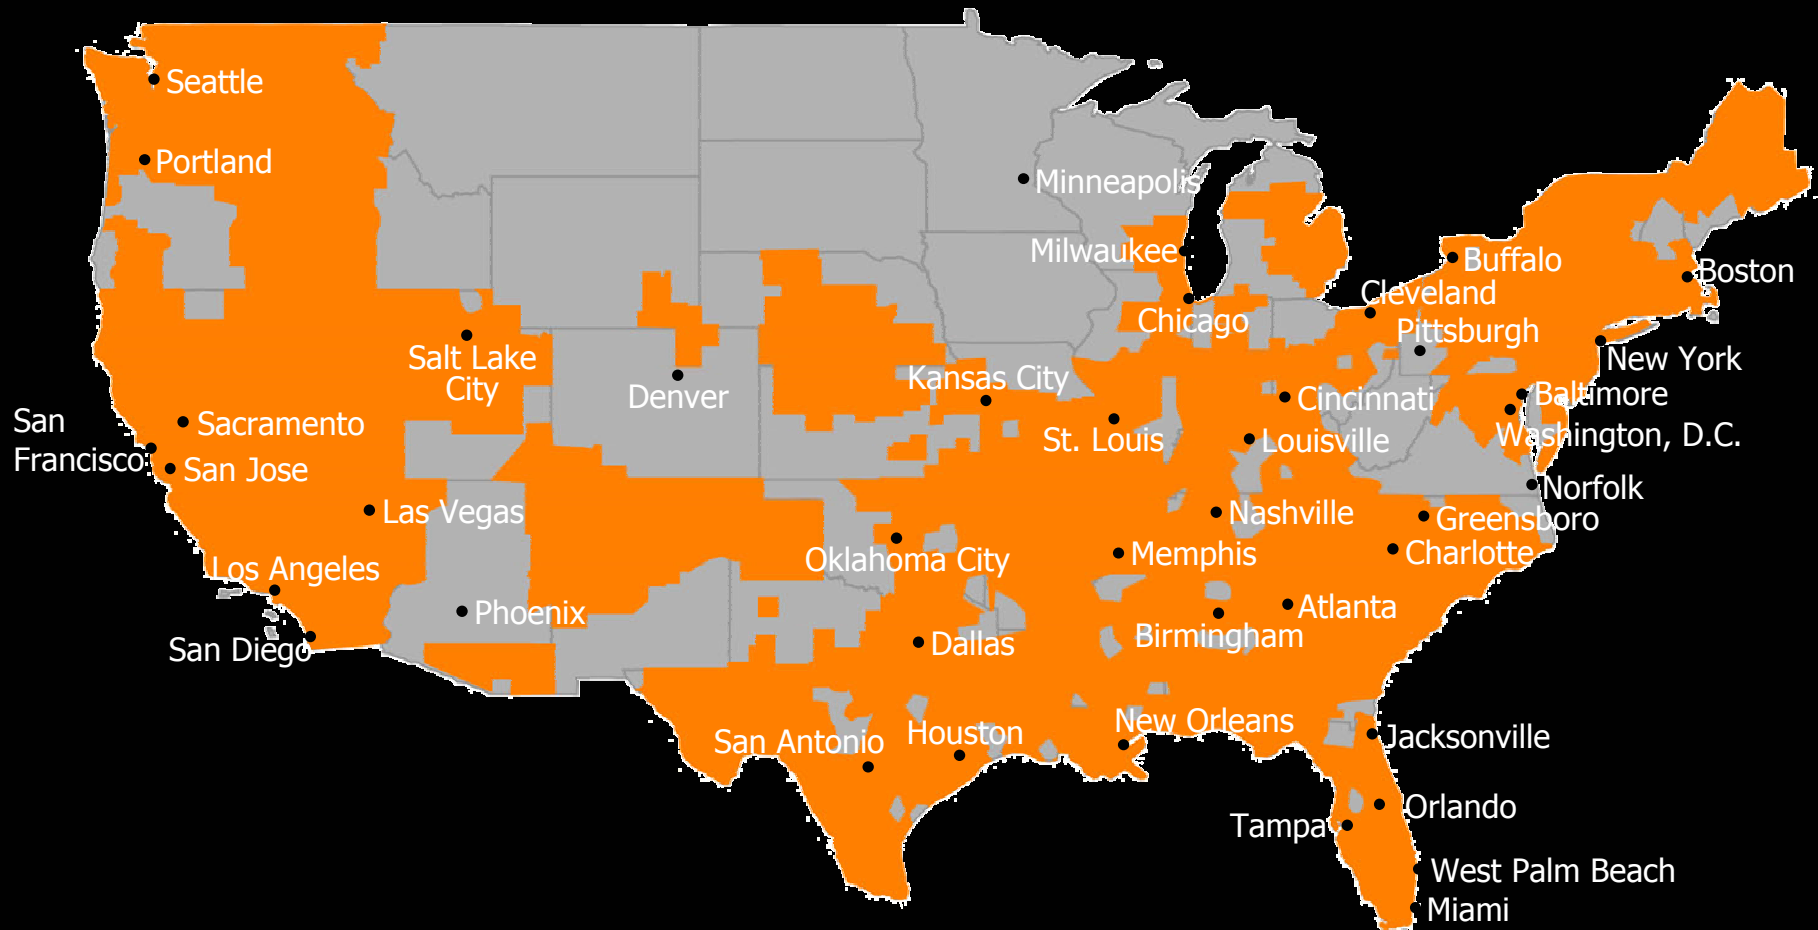 Seattle
Portland
Minneapolis
Milwaukee
Buffalo
Boston
Cleveland
Chicago
Pittsburgh
Salt Lake
City
New York
Denver
Kansas City
Cincinnati
Baltimore
San
Francisco
Sacramento
St. Louis
Louisville
Washington, D.C.
San Jose
Norfolk
Las Vegas
Nashville
Greensboro
Oklahoma City
Memphis
Charlotte
Los Angeles
Phoenix
Atlanta
Birmingham
San Diego
Dallas
New Orleans
San Antonio
Houston
Jacksonville
Orlando
Tampa
West Palm Beach
Miami